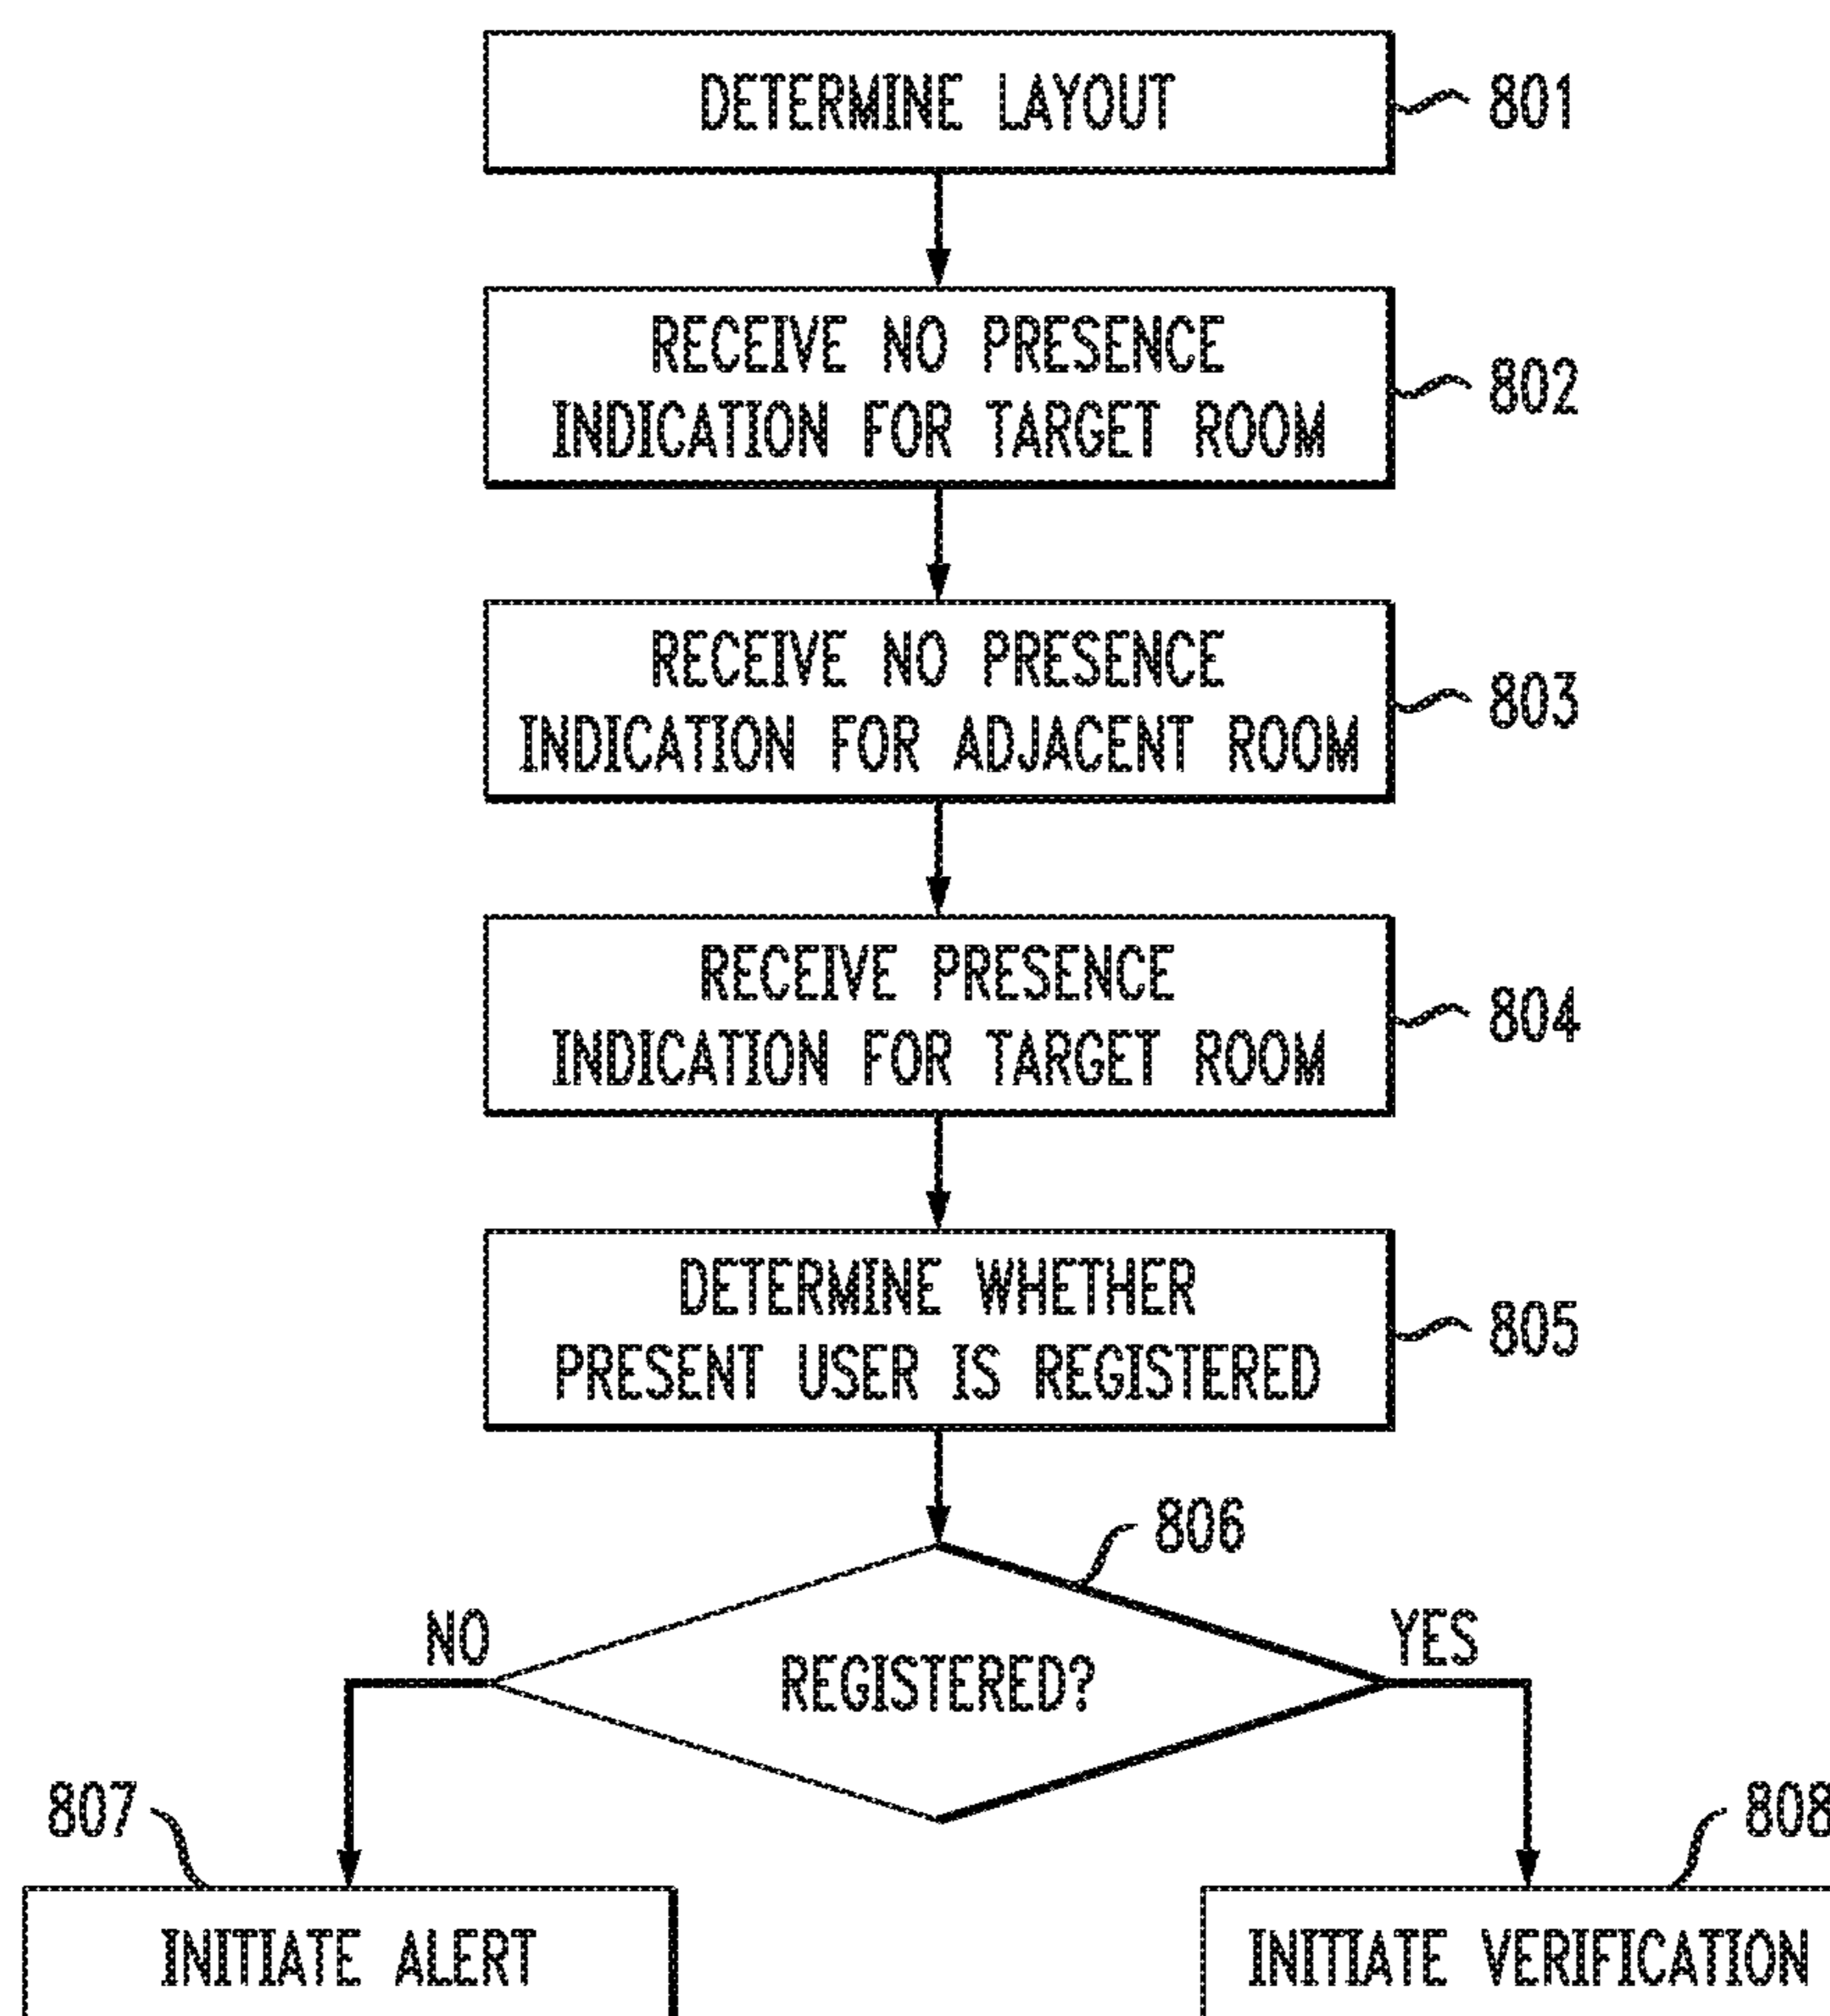 DETERMINE LAYOUT
801
RECEIVE NO PRESENCE
INDICATION FOR TARGET ROOM
802
RECEIVE NO PRESENCE
INDICATION FOR ADJACENT ROOM
803
RECEIVE PRESENCE
INDICATION FOR TARGET ROOM
804
DETERMINE WHETHER
PRESENT USER IS REGISTERED
805
806
NO
REGISTERED?
YES
807
808
INITIATE ALERT
INITIATE VERIFICATION